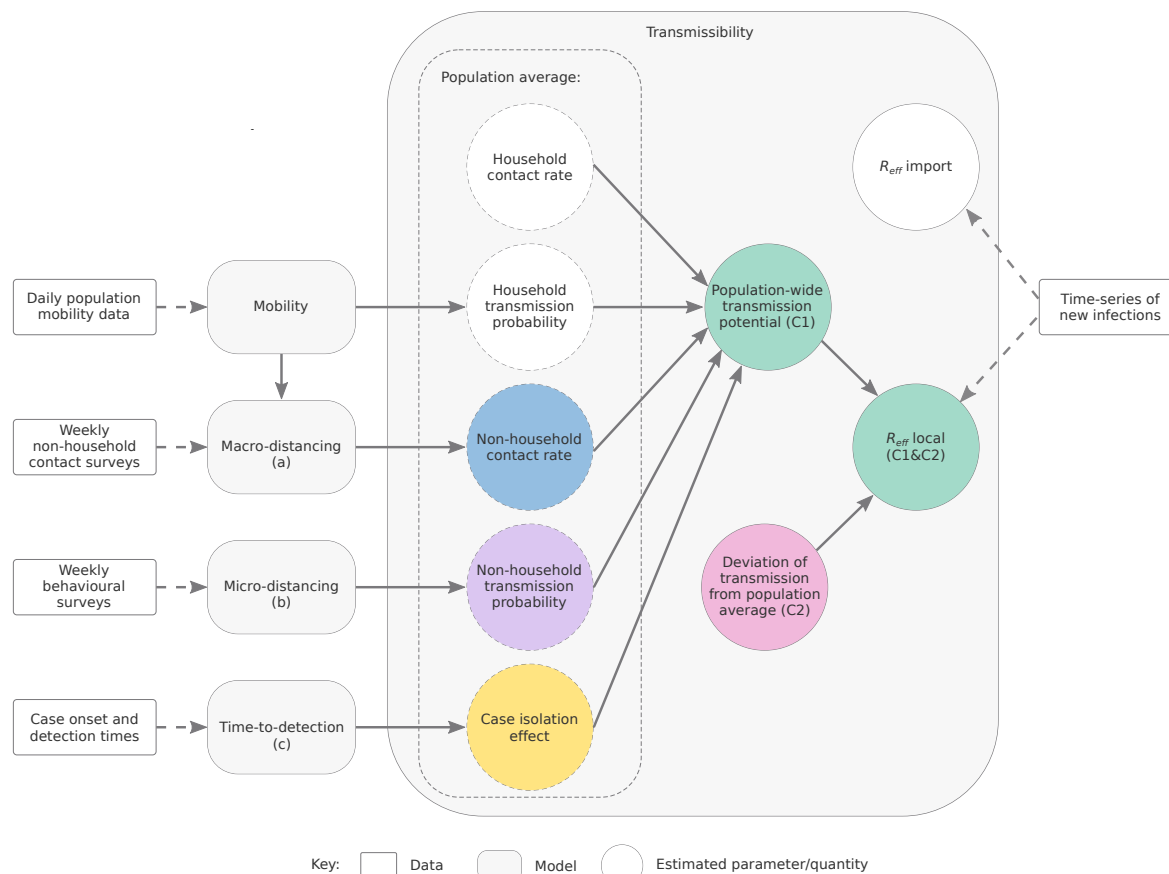 Transmissibility
Population average:
Household
contact rate
R_eff import
Daily population
mobility data
Mobility
Household
transmission
probability
Population-wide
transmission
potential (C1)
Time-series of
new infections
Weekly
non-household
contact surveys
Macro-distancing
(a)
Non-household
contact rate
R_eff local
(C1&C2)
Weekly
behavioural
surveys
Micro-distancing
(b)
Non-household
transmission
probability
Deviation of
transmission
from population
average (C2)
Case onset and
detection times
Time-to-detection
(c)
Case isolation
effect
Key:
Data
Model
Estimated parameter/quantity